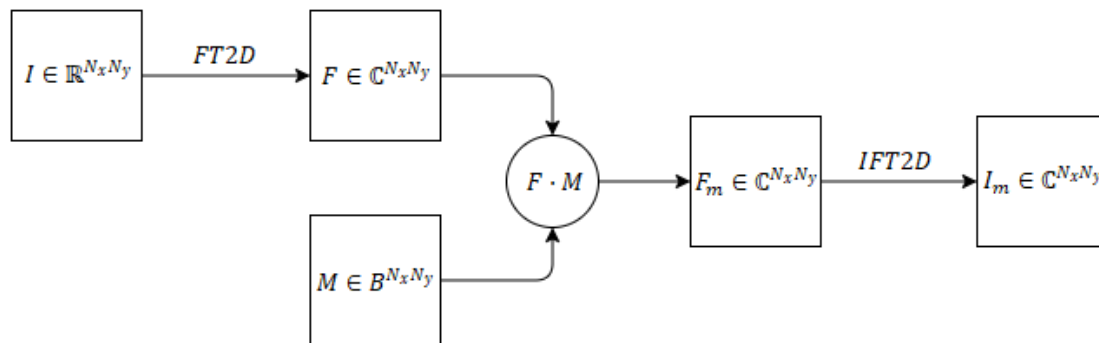 I ∈ ℝ^{N_x N_y}
FT2D
F ∈ ℂ^{N_x N_y}
F · M
M ∈ B^{N_x N_y}
F_m ∈ ℂ^{N_x N_y}
IFT2D
I_m ∈ ℂ^{N_x N_y}